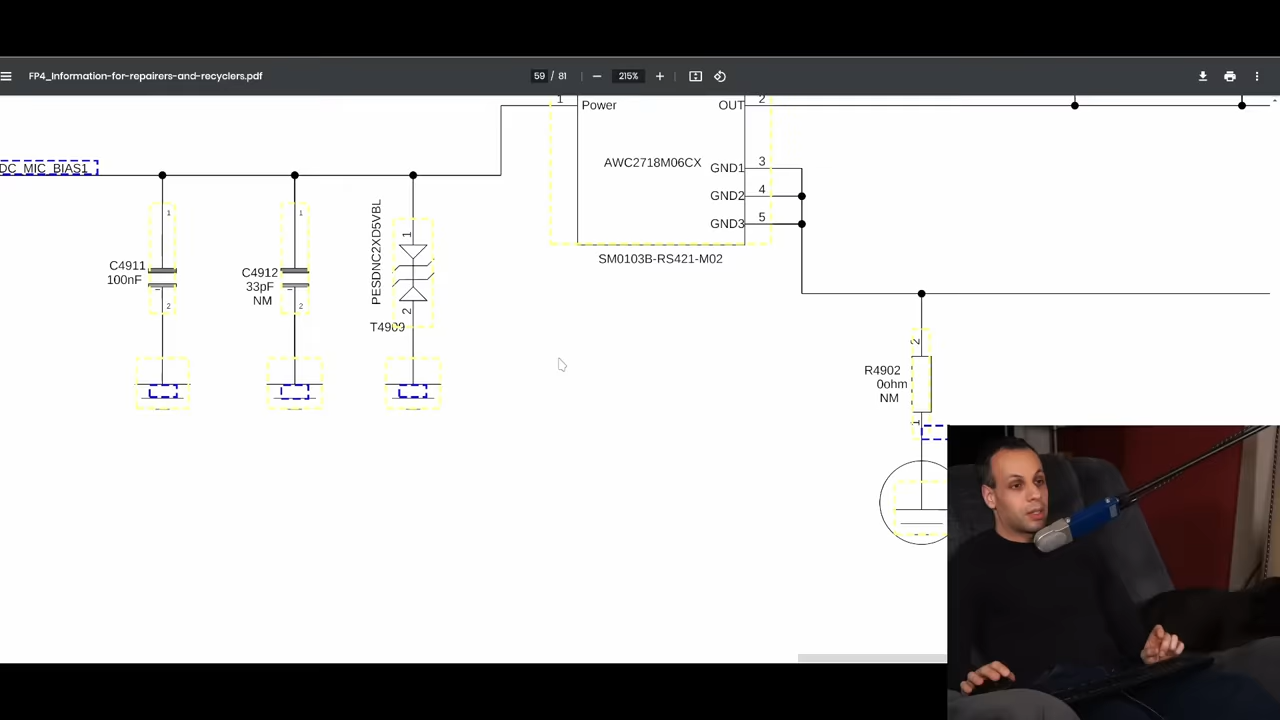 FP4_Information-for-repairers-and-recyclers.pdf
59 / 81
215%
1
Power
OUT
2
DC_MIC_BIAS1
AWC2718M06CX
GND1
3
GND2
4
GND3
5
SM0103B-RS421-M02
1
C4911
100nF
2
1
C4912
33pF
NM
2
PESDNC2XD5VBL
1
2
T4909
2
R4902
0ohm
NM
1